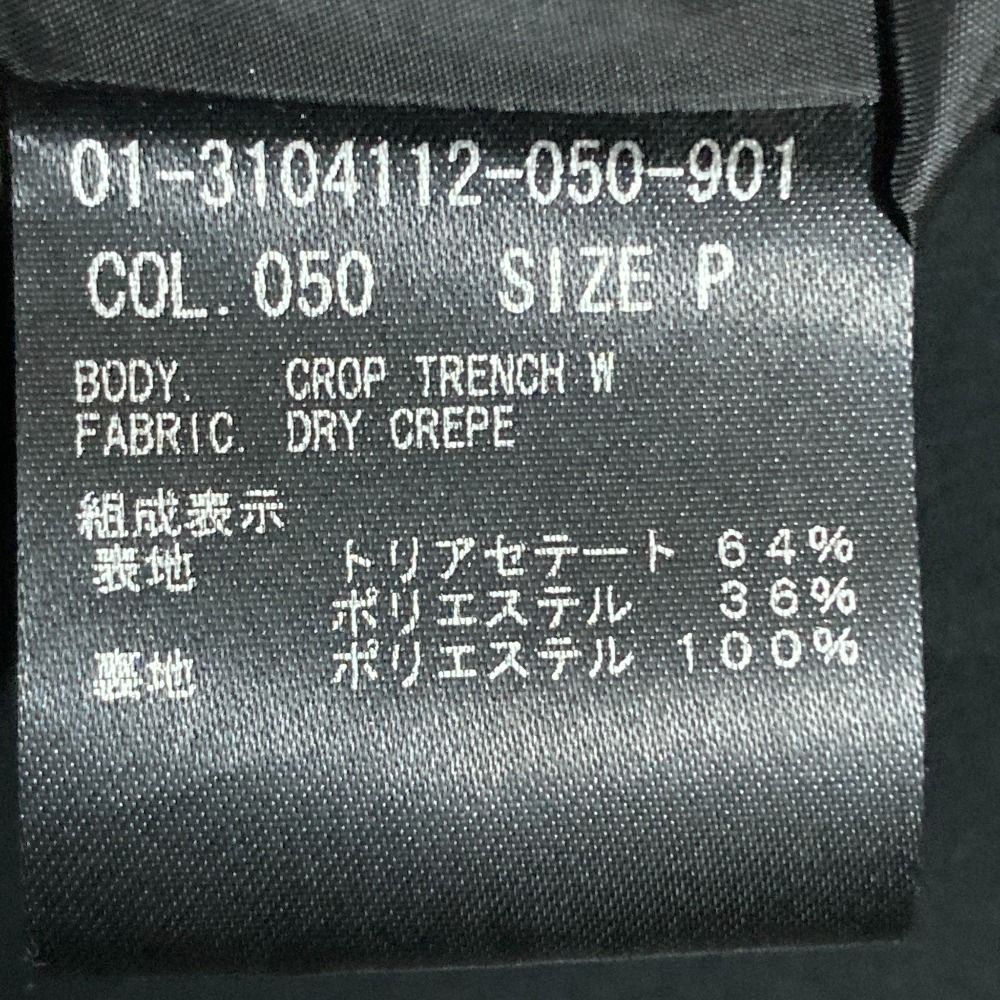 01-3104112-050-901
COL. 050 SIZE P
BODY. CROP TRENCH W
FABRIC. DRY CREPE
組成表示
表地 トリアセテート 64%
ポリエステル 36%
裏地 ポリエステル 100%